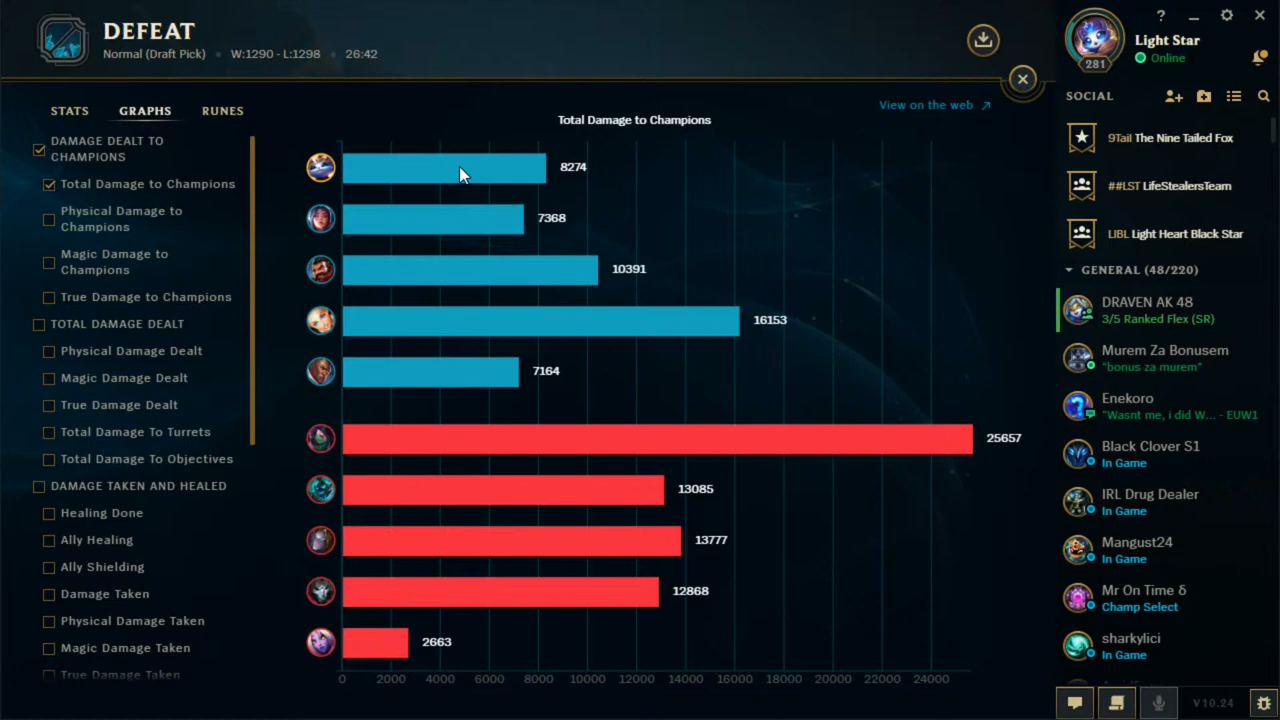 DEFEAT
Normal (Draft Pick) • W:1290 - L:1298 • 26:42
STATS GRAPHS RUNES
View on the web
Total Damage to Champions
DAMAGE DEALT TO
CHAMPIONS
Total Damage to Champions
Physical Damage to
Champions
Magic Damage to
Champions
True Damage to Champions
TOTAL DAMAGE DEALT
Physical Damage Dealt
Magic Damage Dealt
True Damage Dealt
Total Damage To Turrets
Total Damage To Objectives
DAMAGE TAKEN AND HEALED
Healing Done
Ally Healing
Ally Shielding
Damage Taken
Physical Damage Taken
Magic Damage Taken
True Damage Taken
8274
7368
10391
16153
7164
25657
13085
13777
12868
2663
0 2000 4000 6000 8000 10000 12000 14000 16000 18000 20000 22000 24000
?
281
Light Star
Online
SOCIAL
9Tail The Nine Tailed Fox
##LST LifeStealersTeam
LJBL Light Heart Black Star
GENERAL (48/220)
DRAVEN AK 48
3/5 Ranked Flex (SR)
Murem Za Bonusem
"bonus za murem"
Enekoro
"Wasnt me, i did W... - EUW1
Black Clover S1
In Game
IRL Drug Dealer
In Game
Mangust24
In Game
Mr On Time δ
Champ Select
sharkylici
In Game
V10.24